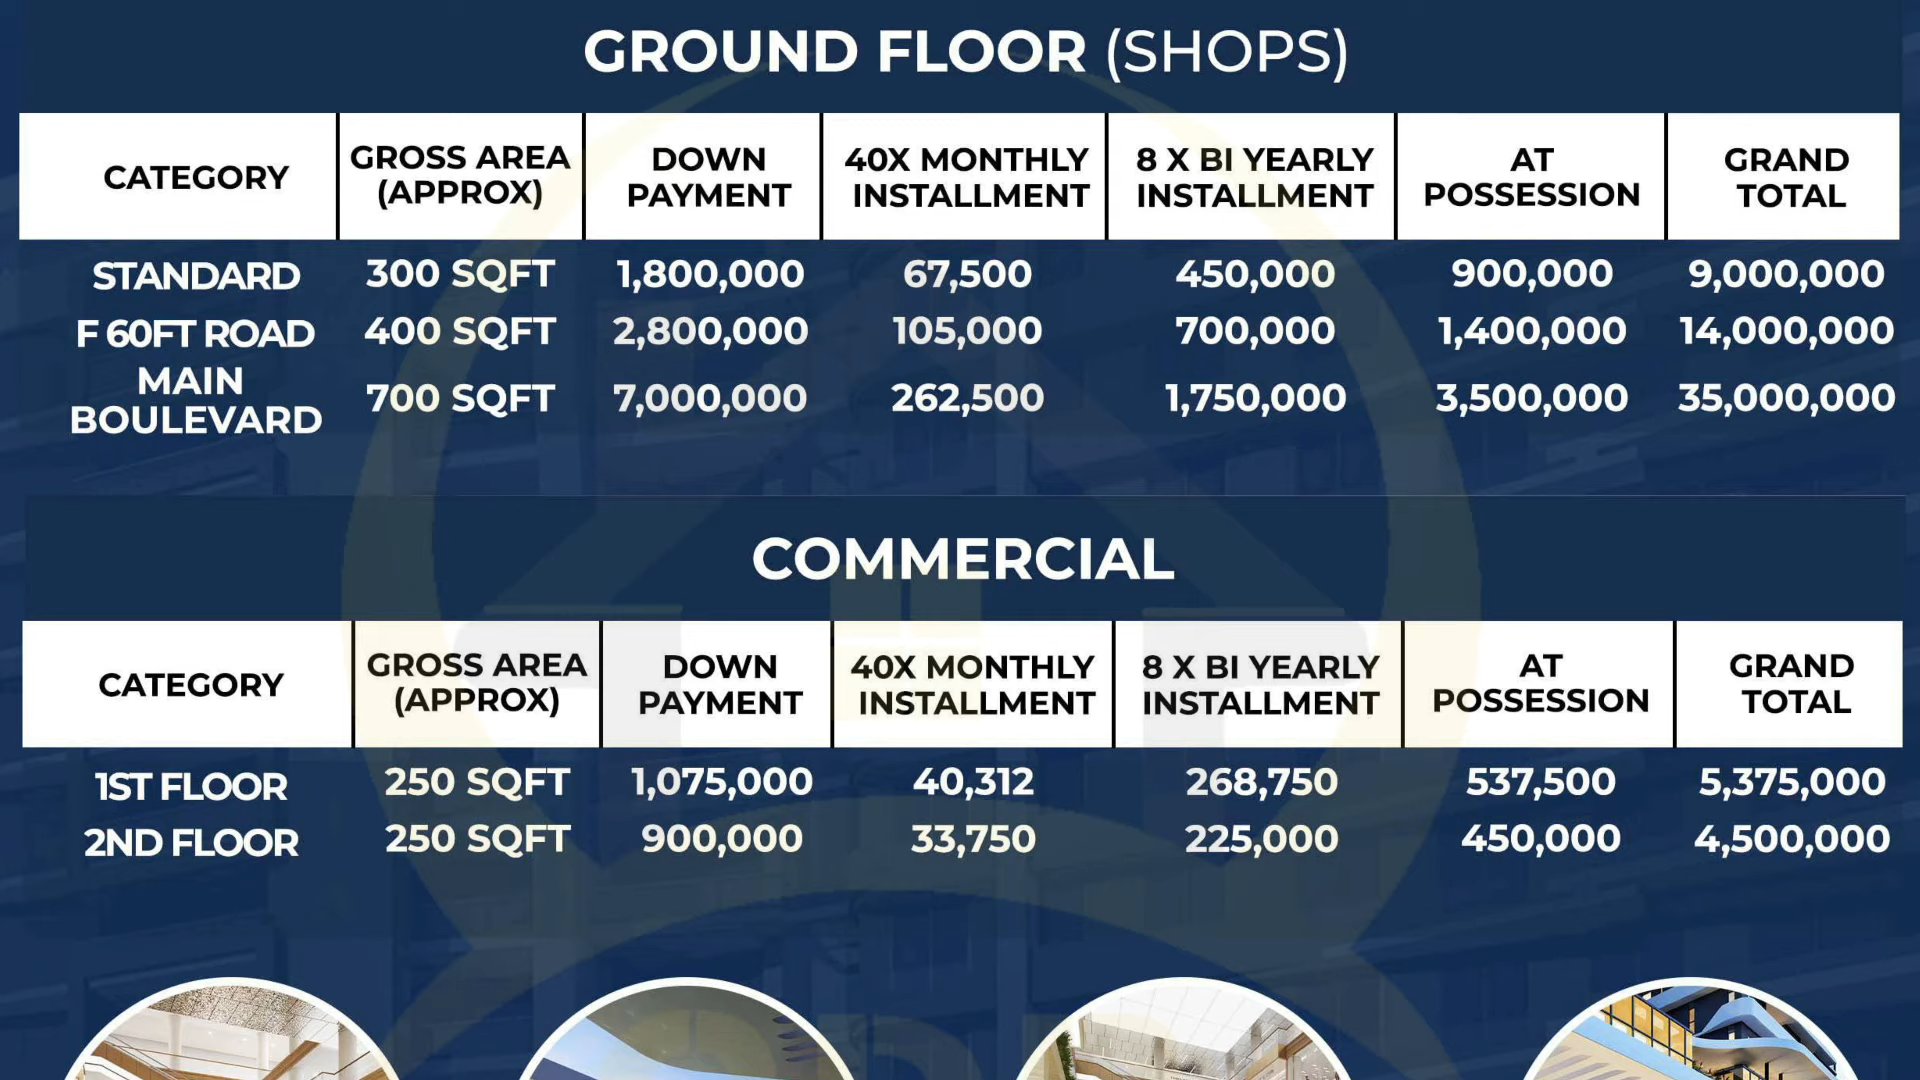 GROUND FLOOR (SHOPS)
CATEGORY GROSS AREA (APPROX) DOWN PAYMENT 40X MONTHLY INSTALLMENT 8 X BI YEARLY INSTALLMENT AT POSSESSION GRAND TOTAL
STANDARD 300 SQFT 1,800,000 67,500 450,000 900,000 9,000,000
F 60FT ROAD 400 SQFT 2,800,000 105,000 700,000 1,400,000 14,000,000
MAIN BOULEVARD 700 SQFT 7,000,000 262,500 1,750,000 3,500,000 35,000,000
COMMERCIAL
CATEGORY GROSS AREA (APPROX) DOWN PAYMENT 40X MONTHLY INSTALLMENT 8 X BI YEARLY INSTALLMENT AT POSSESSION GRAND TOTAL
1ST FLOOR 250 SQFT 1,075,000 40,312 268,750 537,500 5,375,000
2ND FLOOR 250 SQFT 900,000 33,750 225,000 450,000 4,500,000